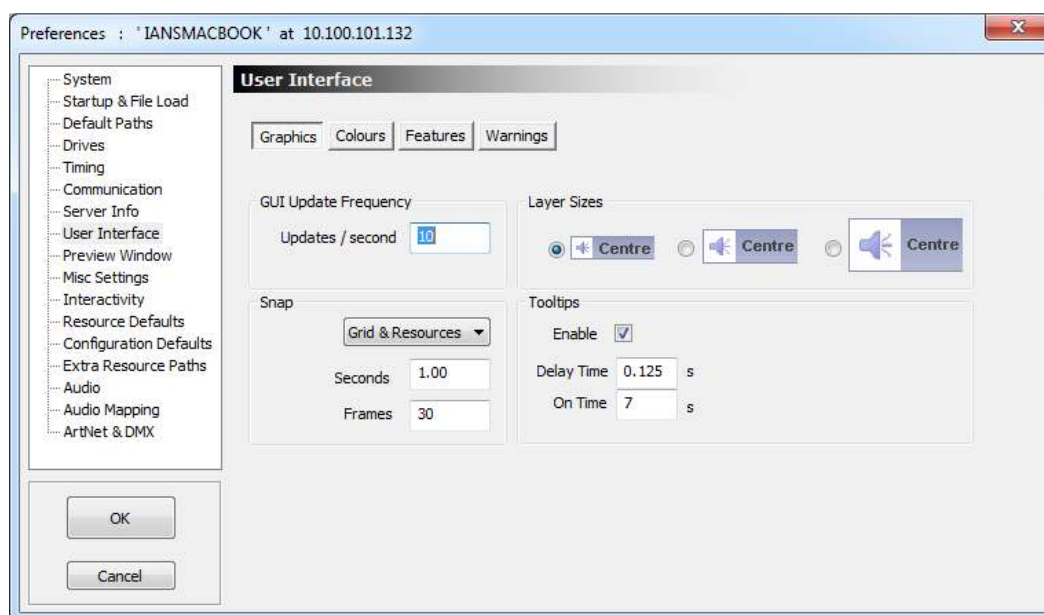 Preferences : 'IANSMACBOOK' at 10.100.101.132
System
Startup & File Load
Default Paths
Drives
Timing
Communication
Server Info
User Interface
Preview Window
Misc Settings
Interactivity
Resource Defaults
Configuration Defaults
Extra Resource Paths
Audio
Audio Mapping
ArtNet & DMX
OK
Cancel
User Interface
Graphics Colours Features Warnings
GUI Update Frequency
Updates / second 10
Layer Sizes
Centre Centre Centre
Snap
Grid & Resources
Seconds 1.00
Frames 30
Tooltips
Enable
Delay Time 0.125 s
On Time 7 s